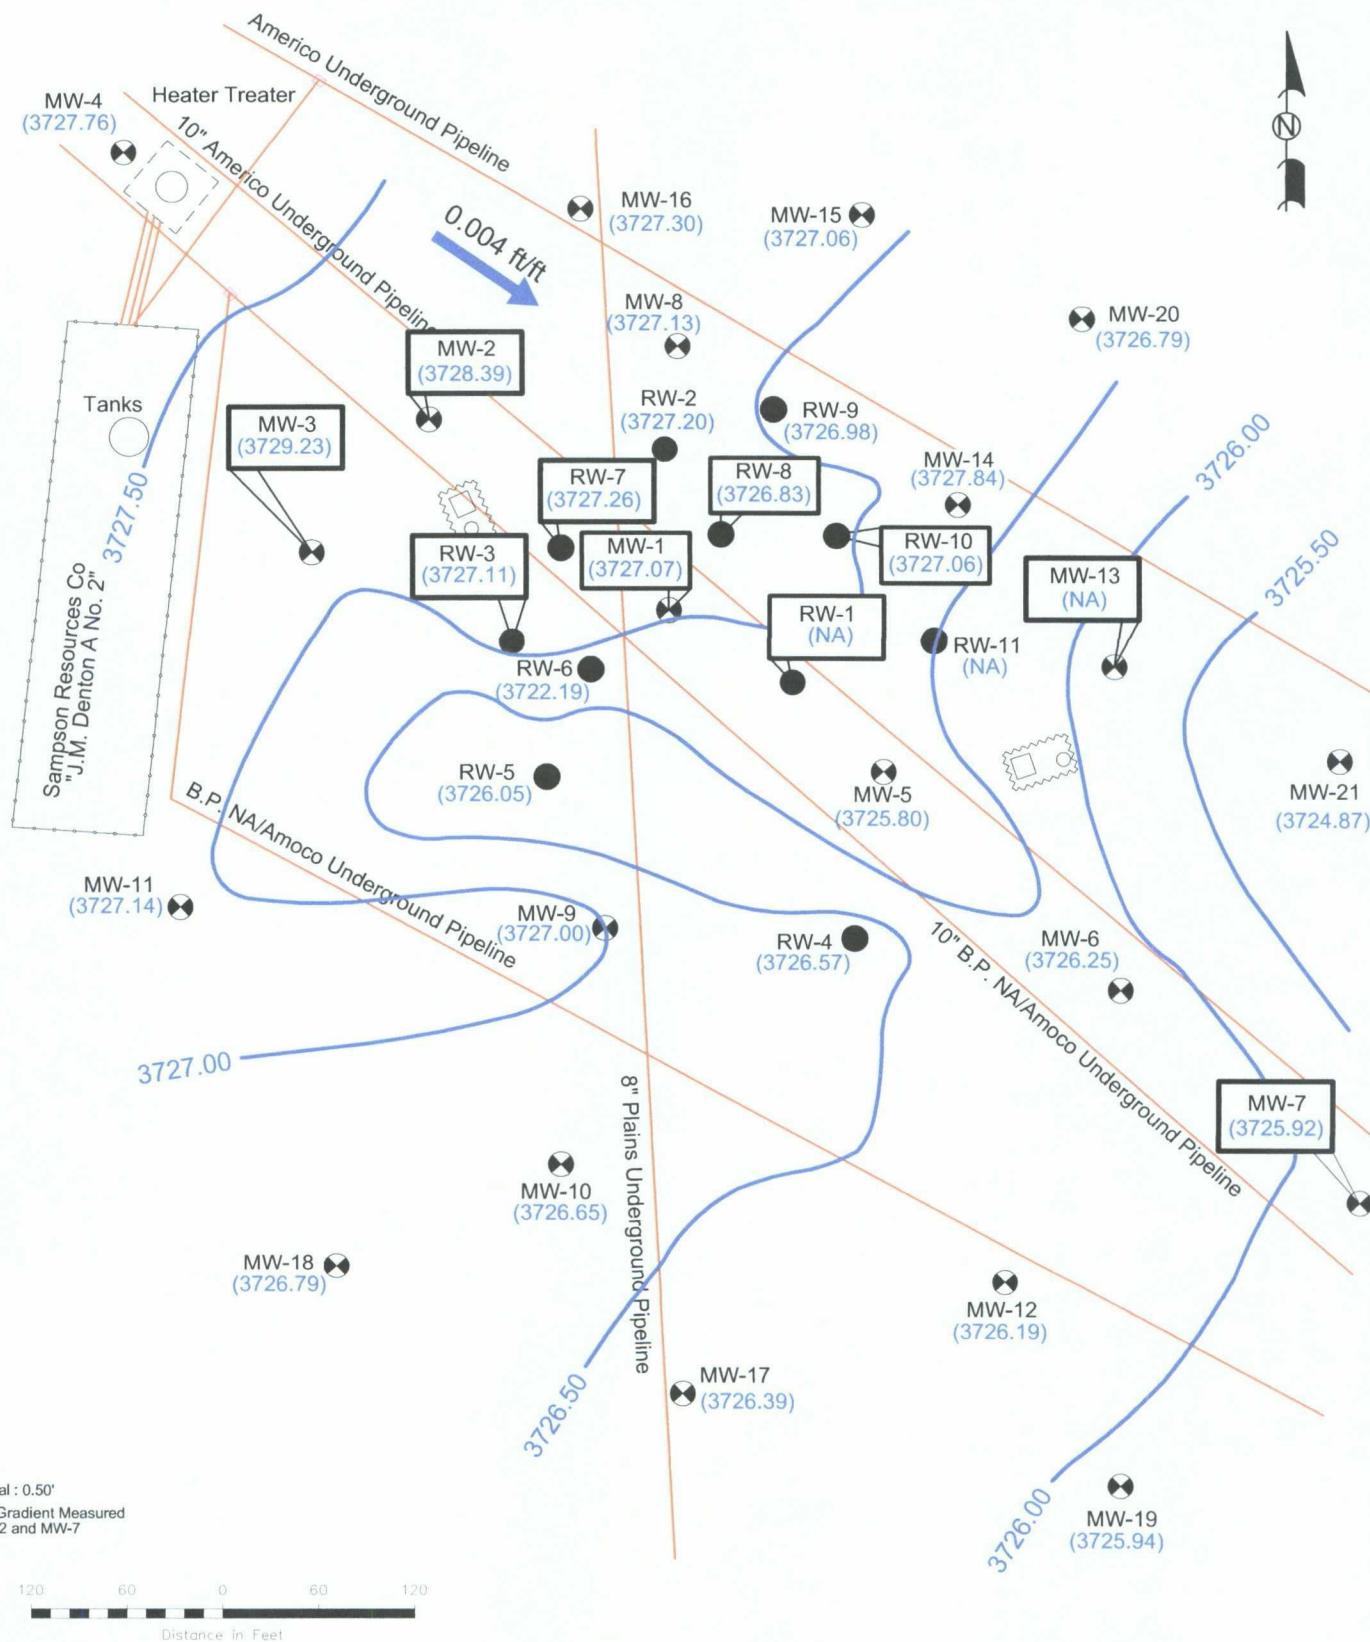 Americo Underground Pipeline
Heater Treater
MW-4
(3727.76)
10" Americo Underground Pipeline
N
MW-16
(3727.30)
MW-15
(3727.06)
0.004 ft/ft
MW-8
(3727.13)
MW-20
(3726.79)
MW-2
(3728.39)
Tanks
MW-3
(3729.23)
RW-2
(3727.20)
RW-9
(3726.98)
3726.00
MW-14
(3727.84)
RW-7
(3727.26)
RW-8
(3726.83)
3727.50
3725.50
RW-3
(3727.11)
MW-1
(3727.07)
RW-10
(3727.06)
MW-13
(NA)
Sampson Resources Co
"J.M. Denton A No. 2"
RW-1
(NA)
RW-11
(NA)
RW-6
(3722.19)
RW-5
(3726.05)
MW-5
(3725.80)
MW-21
(3724.87)
B.P. NA/Amoco Underground Pipeline
MW-11
(3727.14)
MW-9
(3727.00)
RW-4
(3726.57)
MW-6
(3726.25)
10" B.P. NA/Amoco Underground Pipeline
3727.00
8" Plains Underground Pipeline
MW-7
(3725.92)
MW-10
(3726.65)
MW-18
(3726.79)
MW-12
(3726.19)
MW-17
(3726.39)
3726.50
MW-19
(3725.94)
3726.00
al : 0.50'
Gradient Measured
2 and MW-7
120 60 0 60 120
Distance in Feet